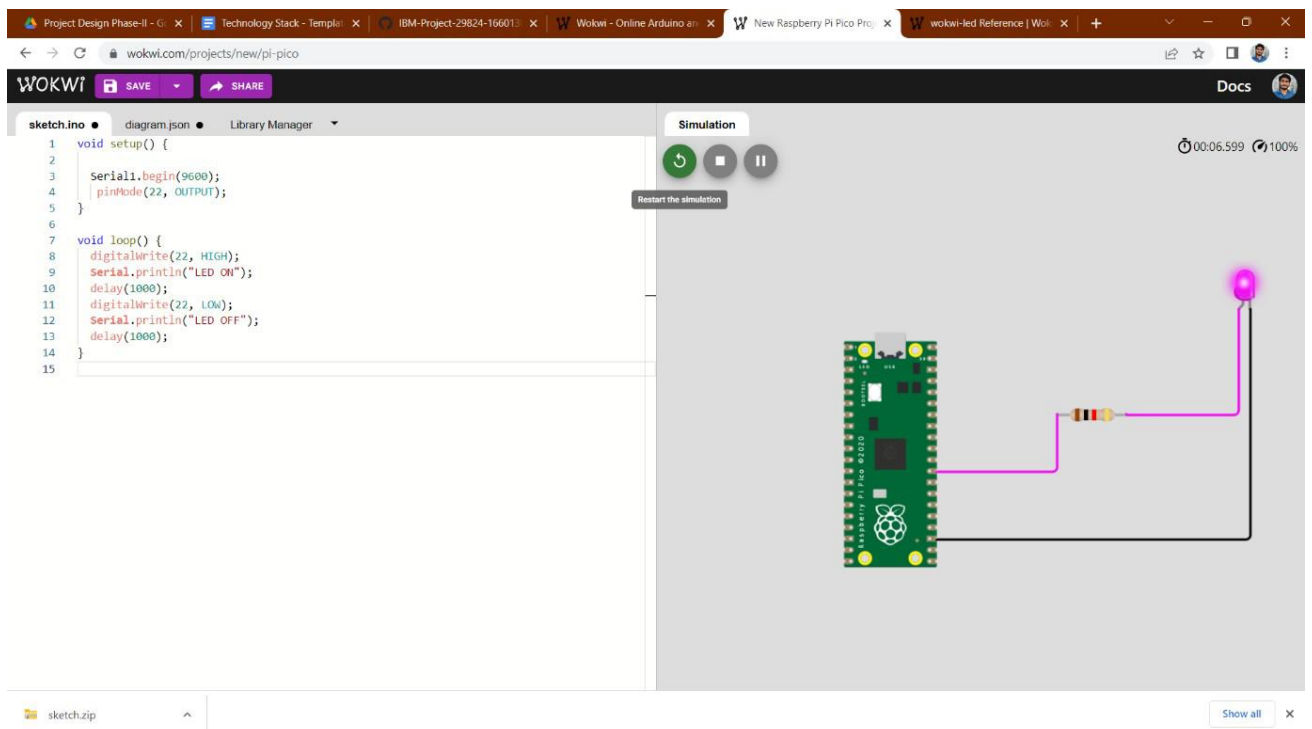 Project Design Phase-II - G
Technology Stack - Templat
IBM-Project-29824-16601
Wokwi - Online Arduino an
New Raspberry Pi Pico Proj
wokwi-led Reference | Wok
wokwi.com/projects/new/pi-pico
WOKWi
SAVE
SHARE
Docs
sketch.ino
diagram.json
Library Manager
Simulation
00:06.599
100%
Restart the simulation
1 void setup() {
2
3 Serial1.begin(9600);
4 pinMode(22, OUTPUT);
5 }
6
7 void loop() {
8 digitalWrite(22, HIGH);
9 Serial.println("LED ON");
10 delay(1000);
11 digitalWrite(22, LOW);
12 Serial.println("LED OFF");
13 delay(1000);
14 }
15
LED
USB
BOOTSEL
Raspberry Pi Pico ©2020
sketch.zip
Show all